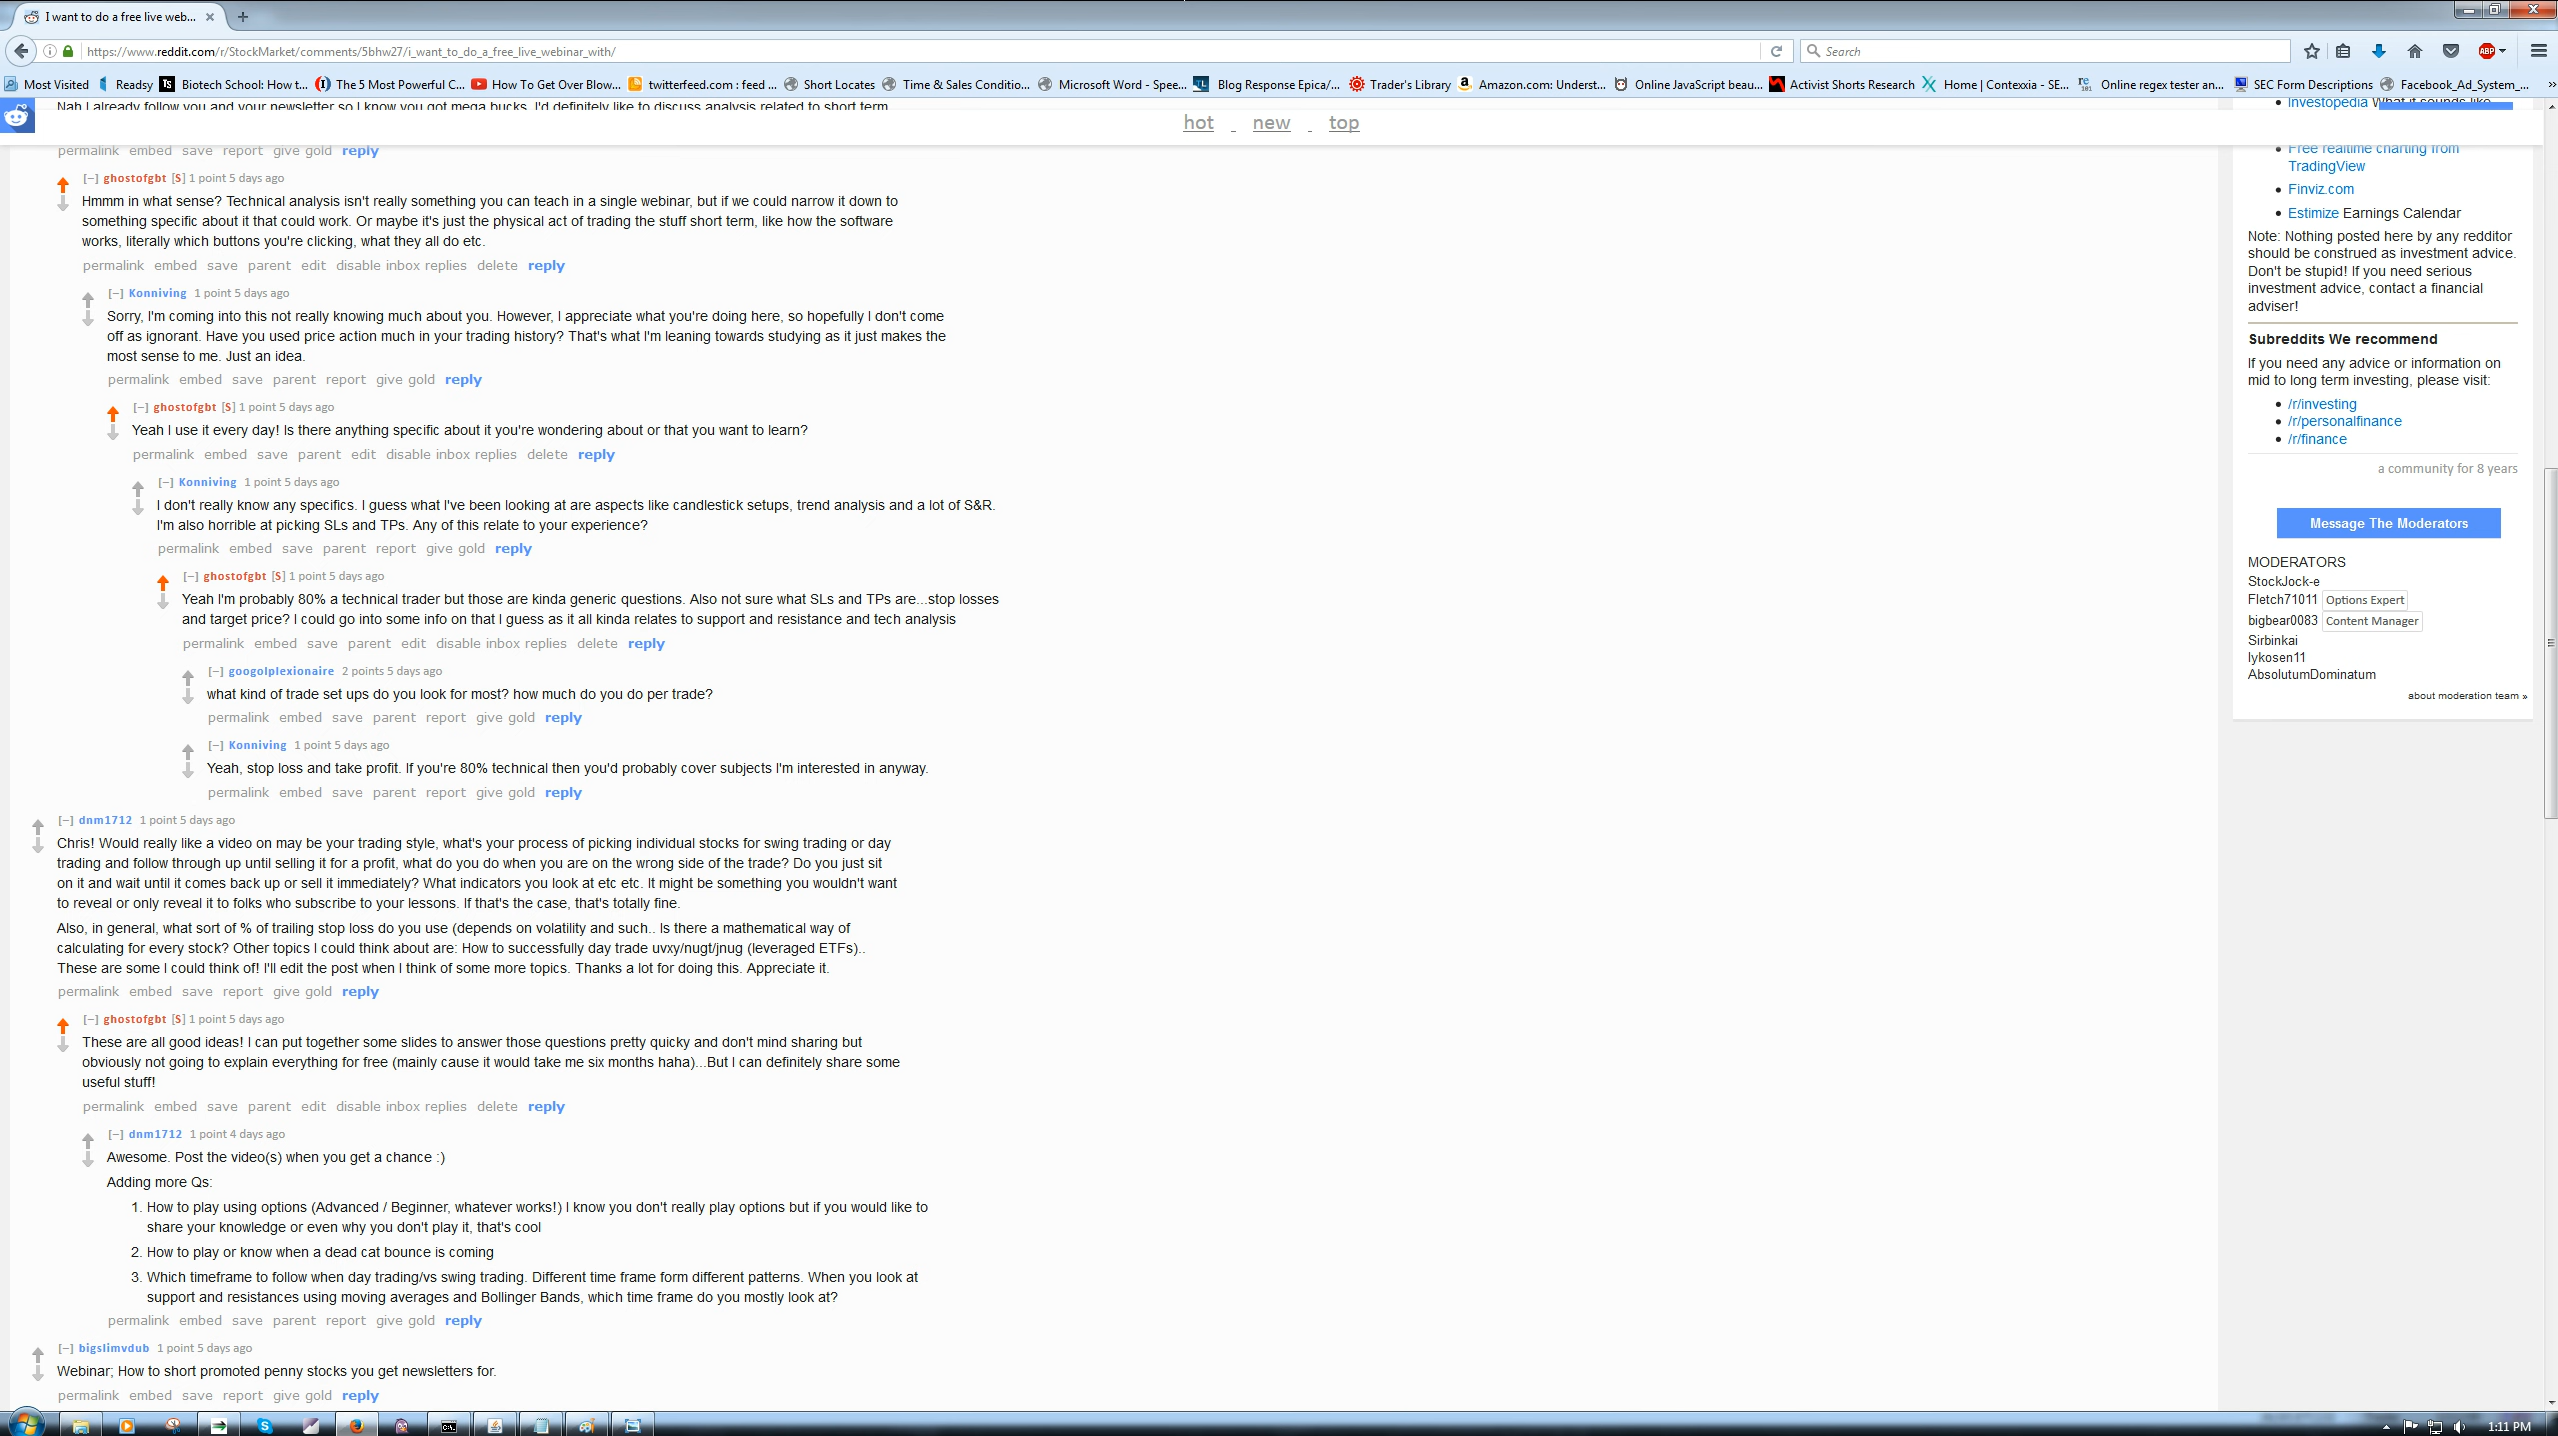 I want to do a free live web...
https://www.reddit.com/r/StockMarket/comments/5bhw27/i_want_to_do_a_free_live_webinar_with/
Search
Most Visited Readsy Biotech School: How t... The 5 Most Powerful C... How To Get Over Blow... twitterfeed.com : feed ... Short Locates Time & Sales Conditio... Microsoft Word - Spee... Blog Response Epica/... Trader's Library Amazon.com: Underst... Online JavaScript beau... Activist Shorts Research Home | Contexxia - SE... Online regex tester an... SEC Form Descriptions Facebook_Ad_System_... »
Nah I already follow you and your newsletter so I know you got mega bucks. I'd definitely like to discuss analysis related to short term
hot - new - top
permalink embed save report give gold reply
[–] ghostofgbt [S] 1 point 5 days ago
Hmmm in what sense? Technical analysis isn't really something you can teach in a single webinar, but if we could narrow it down to
something specific about it that could work. Or maybe it's just the physical act of trading the stuff short term, like how the software
works, literally which buttons you're clicking, what they all do etc.
permalink embed save parent edit disable inbox replies delete reply
[–] Konniving 1 point 5 days ago
Sorry, I'm coming into this not really knowing much about you. However, I appreciate what you're doing here, so hopefully I don't come
off as ignorant. Have you used price action much in your trading history? That's what I'm leaning towards studying as it just makes the
most sense to me. Just an idea.
permalink embed save parent report give gold reply
[–] ghostofgbt [S] 1 point 5 days ago
Yeah I use it every day! Is there anything specific about it you're wondering about or that you want to learn?
permalink embed save parent edit disable inbox replies delete reply
[–] Konniving 1 point 5 days ago
I don't really know any specifics. I guess what I've been looking at are aspects like candlestick setups, trend analysis and a lot of S&R.
I'm also horrible at picking SLs and TPs. Any of this relate to your experience?
permalink embed save parent report give gold reply
[–] ghostofgbt [S] 1 point 5 days ago
Yeah I'm probably 80% a technical trader but those are kinda generic questions. Also not sure what SLs and TPs are...stop losses
and target price? I could go into some info on that I guess as it all kinda relates to support and resistance and tech analysis
permalink embed save parent edit disable inbox replies delete reply
[–] googolplexionaire 2 points 5 days ago
what kind of trade set ups do you look for most? how much do you do per trade?
permalink embed save parent report give gold reply
[–] Konniving 1 point 5 days ago
Yeah, stop loss and take profit. If you're 80% technical then you'd probably cover subjects I'm interested in anyway.
permalink embed save parent report give gold reply
[–] dnm1712 1 point 5 days ago
Chris! Would really like a video on may be your trading style, what's your process of picking individual stocks for swing trading or day
trading and follow through up until selling it for a profit, what do you do when you are on the wrong side of the trade? Do you just sit
on it and wait until it comes back up or sell it immediately? What indicators you look at etc etc. It might be something you wouldn't want
to reveal or only reveal it to folks who subscribe to your lessons. If that's the case, that's totally fine.
Also, in general, what sort of % of trailing stop loss do you use (depends on volatility and such.. Is there a mathematical way of
calculating for every stock? Other topics I could think about are: How to successfully day trade uvxy/nugt/jnug (leveraged ETFs)..
These are some I could think of! I'll edit the post when I think of some more topics. Thanks a lot for doing this. Appreciate it.
permalink embed save report give gold reply
[–] ghostofgbt [S] 1 point 5 days ago
These are all good ideas! I can put together some slides to answer those questions pretty quicky and don't mind sharing but
obviously not going to explain everything for free (mainly cause it would take me six months haha)...But I can definitely share some
useful stuff!
permalink embed save parent edit disable inbox replies delete reply
[–] dnm1712 1 point 4 days ago
Awesome. Post the video(s) when you get a chance :)
Adding more Qs:
1. How to play using options (Advanced / Beginner, whatever works!) I know you don't really play options but if you would like to
share your knowledge or even why you don't play it, that's cool
2. How to play or know when a dead cat bounce is coming
3. Which timeframe to follow when day trading/vs swing trading. Different time frame form different patterns. When you look at
support and resistances using moving averages and Bollinger Bands, which time frame do you mostly look at?
permalink embed save parent report give gold reply
[–] bigslimvdub 1 point 5 days ago
Webinar; How to short promoted penny stocks you get newsletters for.
permalink embed save report give gold reply
Investopedia What it sounds like
Free realtime charting from
TradingView
Finviz.com
Estimize Earnings Calendar
Note: Nothing posted here by any redditor
should be construed as investment advice.
Don't be stupid! If you need serious
investment advice, contact a financial
adviser!
Subreddits We recommend
If you need any advice or information on
mid to long term investing, please visit:
/r/investing
/r/personalfinance
/r/finance
a community for 8 years
Message The Moderators
MODERATORS
StockJock-e
Fletch71011 Options Expert
bigbear0083 Content Manager
Sirbinkai
lykosen11
AbsolutumDominatum
about moderation team »
1:11 PM